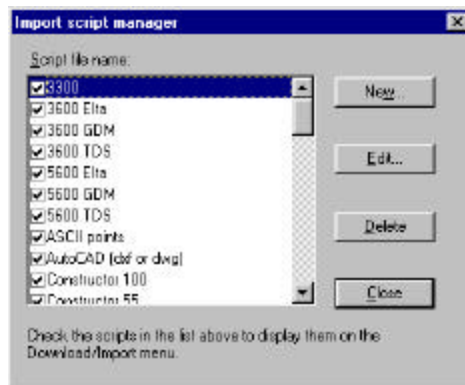 Import script manager
Script file name:
3300
3600 Elta
3600 GDM
3600 TDS
5600 Elta
5600 GDM
5600 TDS
ASCII points
AutoCAD (dxf or dwg)
Constructor 100
Constructor 55
New...
Edit...
Delete
Close
Check the scripts in the list above to display them on the
Download/Import menu.